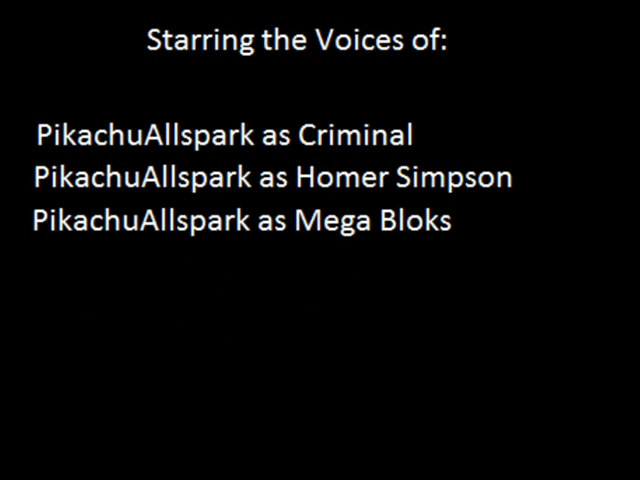 Starring the Voices of:
PikachuAllspark as Criminal
PikachuAllspark as Homer Simpson
PikachuAllspark as Mega Bloks